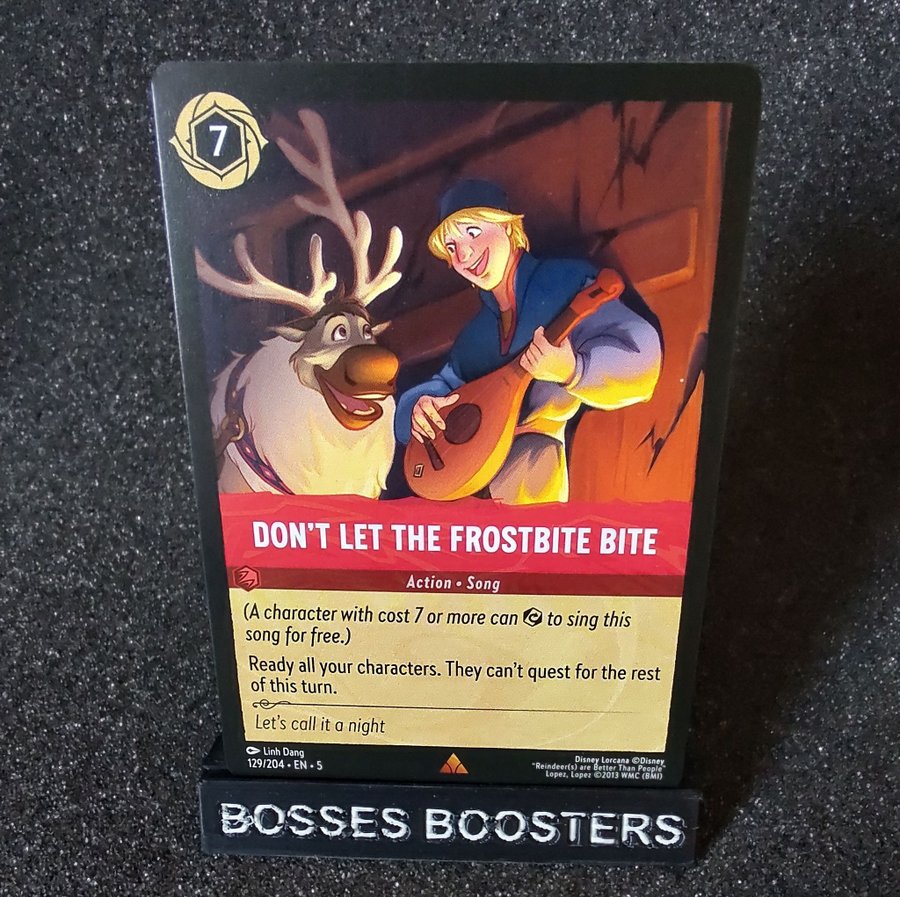 7
DON'T LET THE FROSTBITE BITE
Action • Song
(A character with cost 7 or more can to sing this
song for free.)
Ready all your characters. They can't quest for the rest
of this turn.
Let's call it a night
Linh Dang
129/204 • EN • 5
Disney Lorcana ©Disney
"Reindeer(s) are Better Than People"
Lopez, Lopez ©2013 WMC (BMI)
BOSSES BOOSTERS